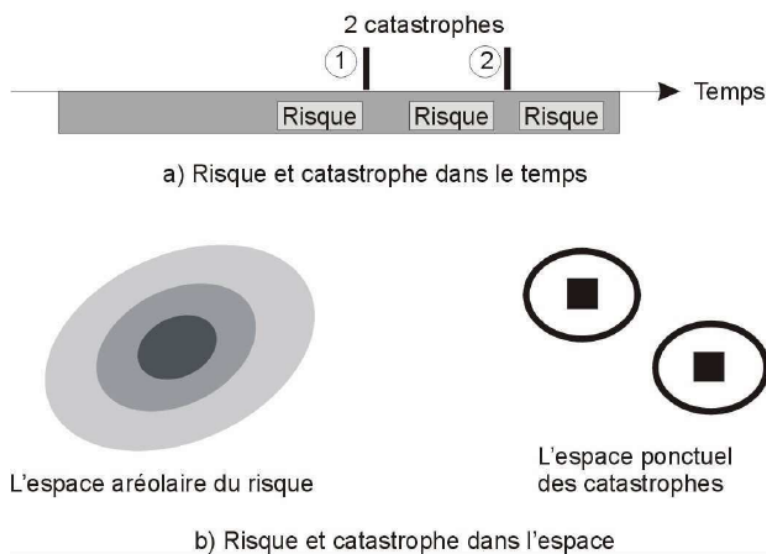 2 catastrophes
1 2
Temps
Risque Risque Risque
a) Risque et catastrophe dans le temps
L'espace aréolaire du risque
L'espace ponctuel
des catastrophes
b) Risque et catastrophe dans l'espace